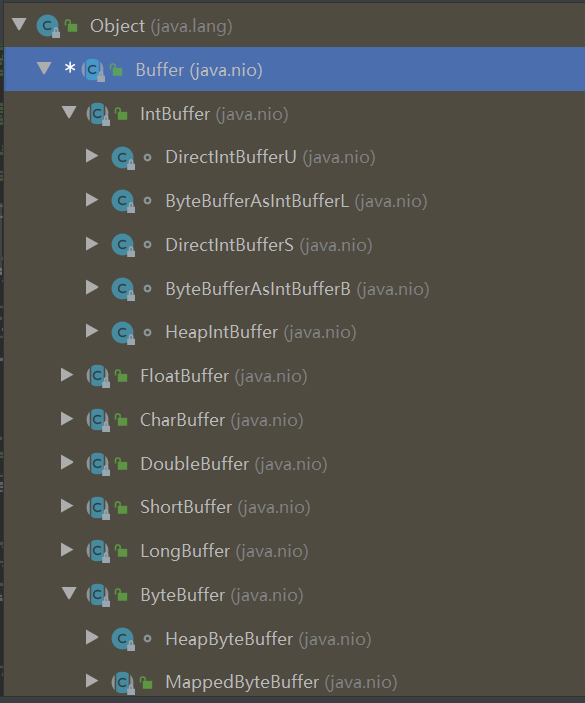 Object (java.lang)
* Buffer (java.nio)
IntBuffer (java.nio)
DirectIntBufferU (java.nio)
ByteBufferAsIntBufferL (java.nio)
DirectIntBufferS (java.nio)
ByteBufferAsIntBufferB (java.nio)
HeapIntBuffer (java.nio)
FloatBuffer (java.nio)
CharBuffer (java.nio)
DoubleBuffer (java.nio)
ShortBuffer (java.nio)
LongBuffer (java.nio)
ByteBuffer (java.nio)
HeapByteBuffer (java.nio)
MappedByteBuffer (java.nio)